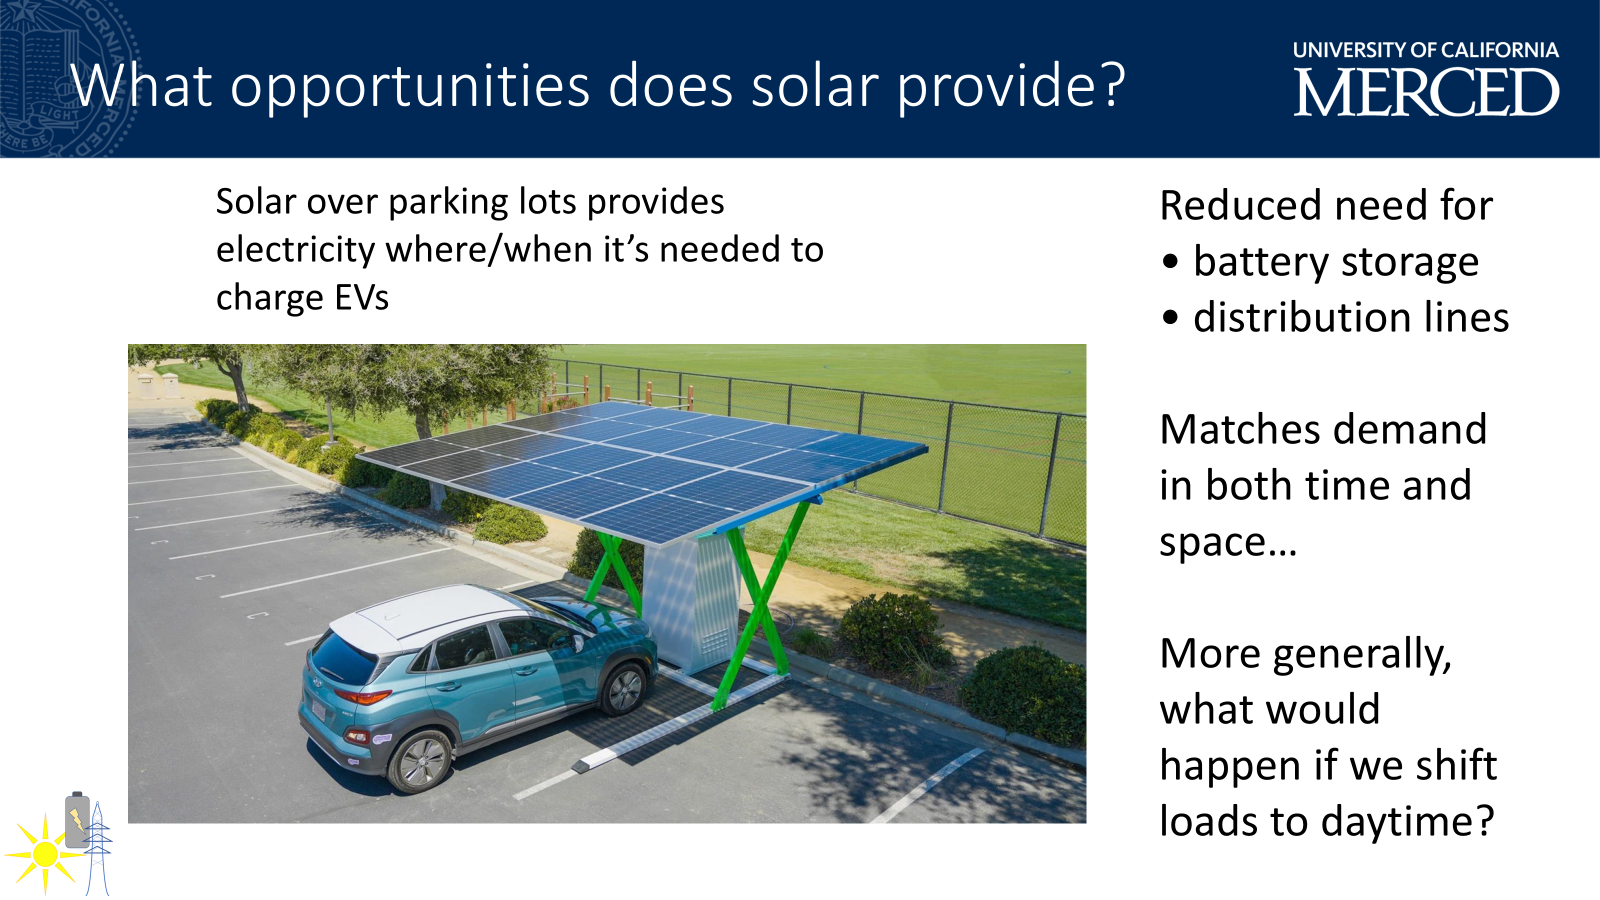 What opportunities does solar provide?
UNIVERSITY OF CALIFORNIA
MERCED
Solar over parking lots provides
electricity where/when it’s needed to
charge EVs
Reduced need for
• battery storage
• distribution lines
Matches demand
in both time and
space…
More generally,
what would
happen if we shift
loads to daytime?